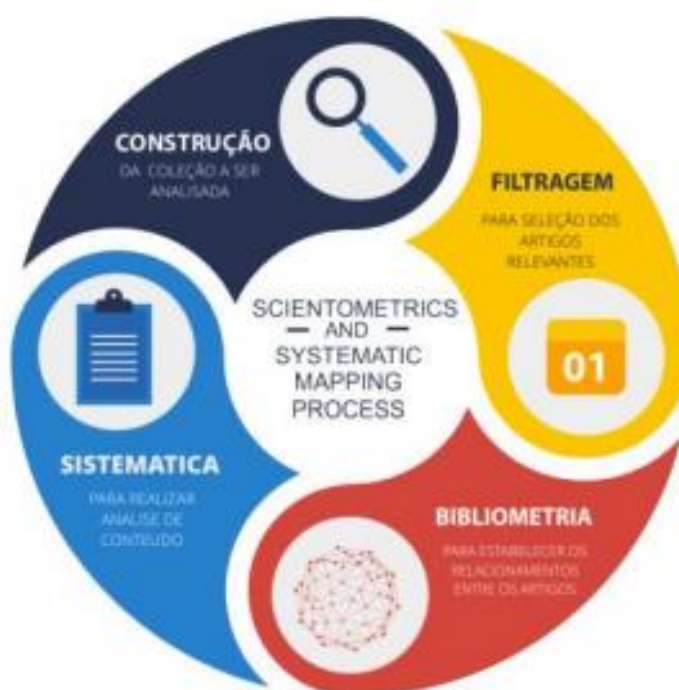 CONSTRUÇÃO
DA COLEÇÃO A SER
ANALISADA
FILTRAGEM
PARA SELEÇÃO DOS
ARTIGOS
RELEVANTES
01
SCIENTOMETRICS
AND
SYSTEMATIC
MAPPING
PROCESS
BIBLIOMETRIA
PARA ESTABELECER OS
RELACIONAMENTOS
ENTRE OS ARTIGOS
SISTEMATICA
PARA REALIZAR
ANALISE DE
CONTEUDO